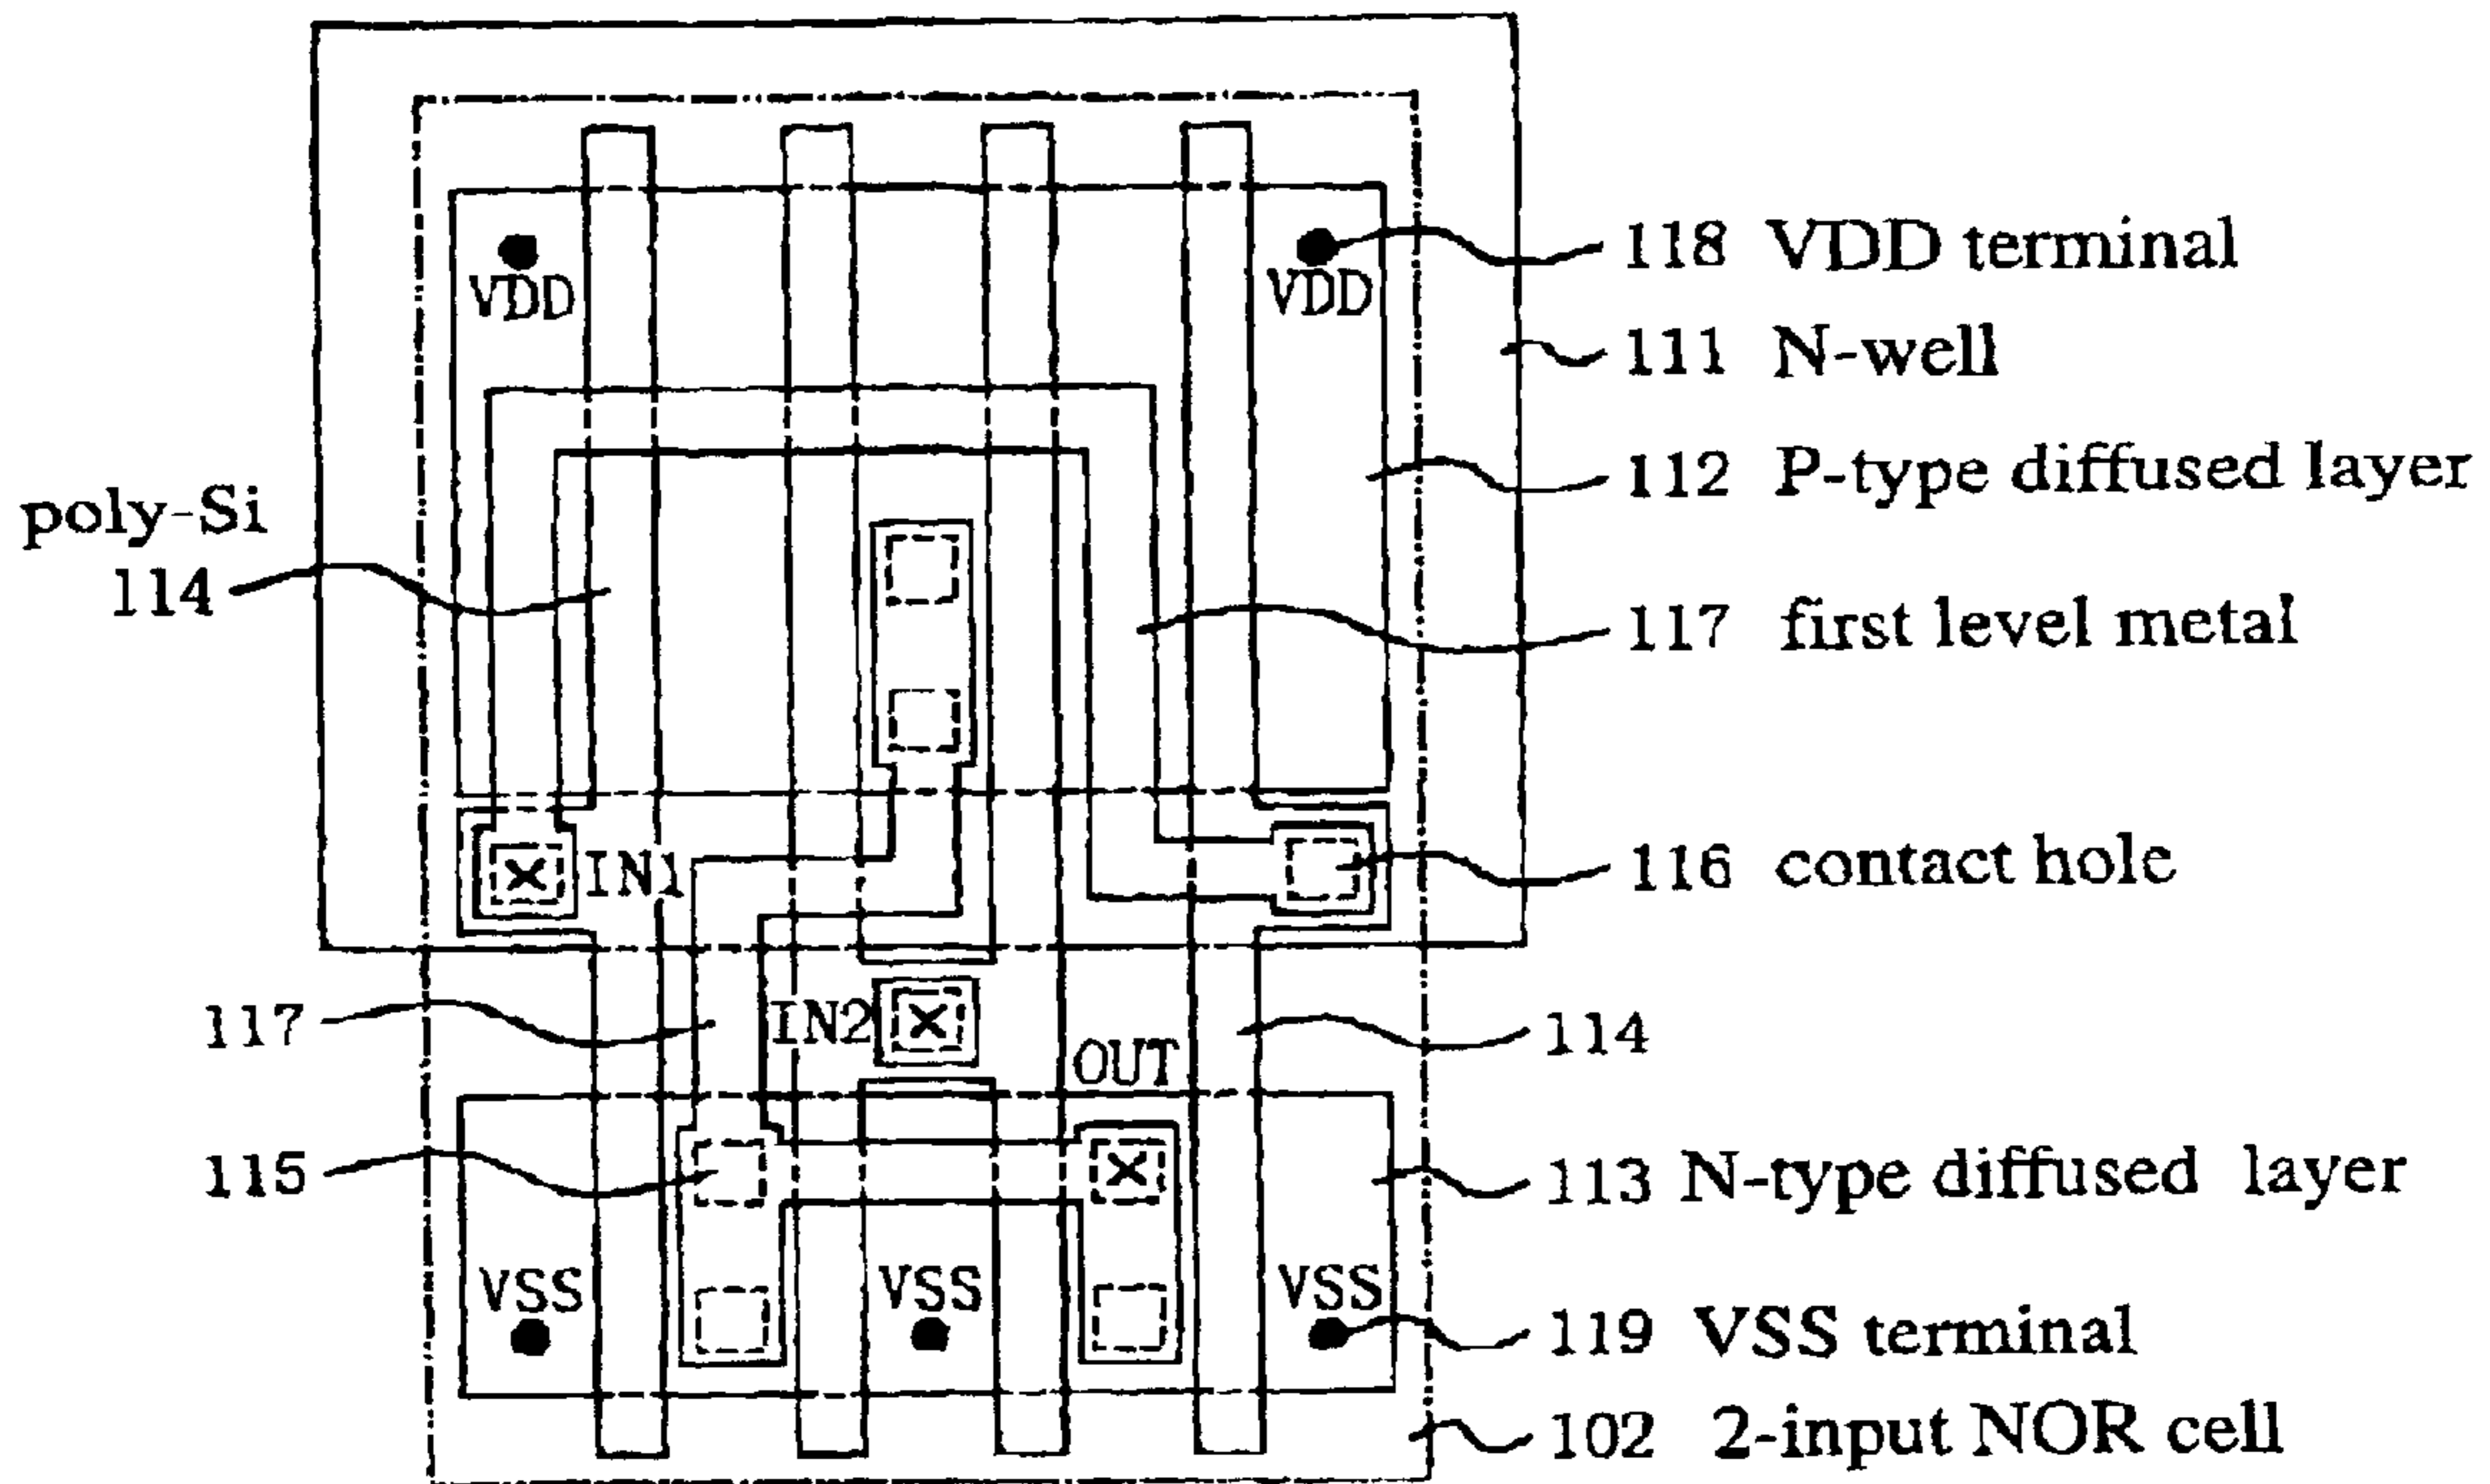 VDD
VDD
118 VDD terminal
111 N-well
112 P-type diffused layer
poly-Si
114
117 first level metal
IN1
116 contact hole
117
IN2
114
OUT
115
113 N-type diffused layer
VSS
VSS
VSS
119 VSS terminal
102 2-input NOR cell